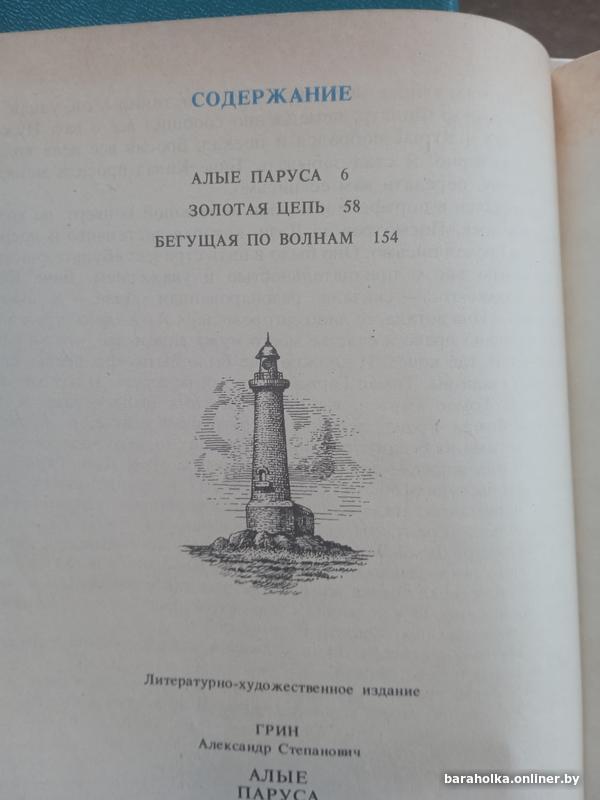 СОДЕРЖАНИЕ
АЛЫЕ ПАРУСА 6
ЗОЛОТАЯ ЦЕПЬ 58
БЕГУЩАЯ ПО ВОЛНАМ 154
Литературно-художественное издание
ГРИН
Александр Степанович
АЛЫЕ
ПАРУСА
baraholka.onliner.by